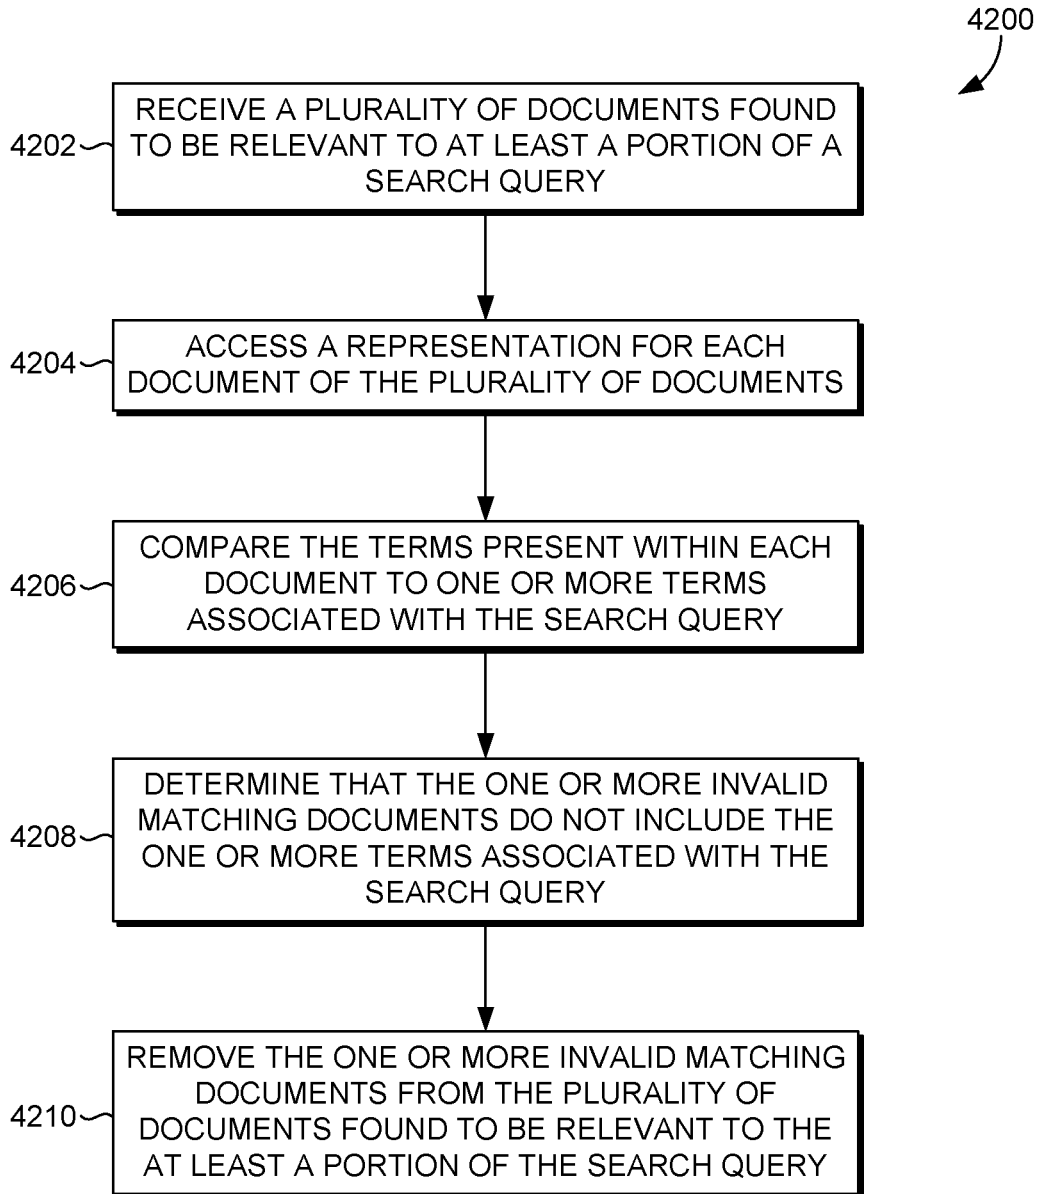 4200
4202
RECEIVE A PLURALITY OF DOCUMENTS FOUND
TO BE RELEVANT TO AT LEAST A PORTION OF A
SEARCH QUERY
4204
ACCESS A REPRESENTATION FOR EACH
DOCUMENT OF THE PLURALITY OF DOCUMENTS
4206
COMPARE THE TERMS PRESENT WITHIN EACH
DOCUMENT TO ONE OR MORE TERMS
ASSOCIATED WITH THE SEARCH QUERY
4208
DETERMINE THAT THE ONE OR MORE INVALID
MATCHING DOCUMENTS DO NOT INCLUDE THE
ONE OR MORE TERMS ASSOCIATED WITH THE
SEARCH QUERY
4210
REMOVE THE ONE OR MORE INVALID MATCHING
DOCUMENTS FROM THE PLURALITY OF
DOCUMENTS FOUND TO BE RELEVANT TO THE
AT LEAST A PORTION OF THE SEARCH QUERY